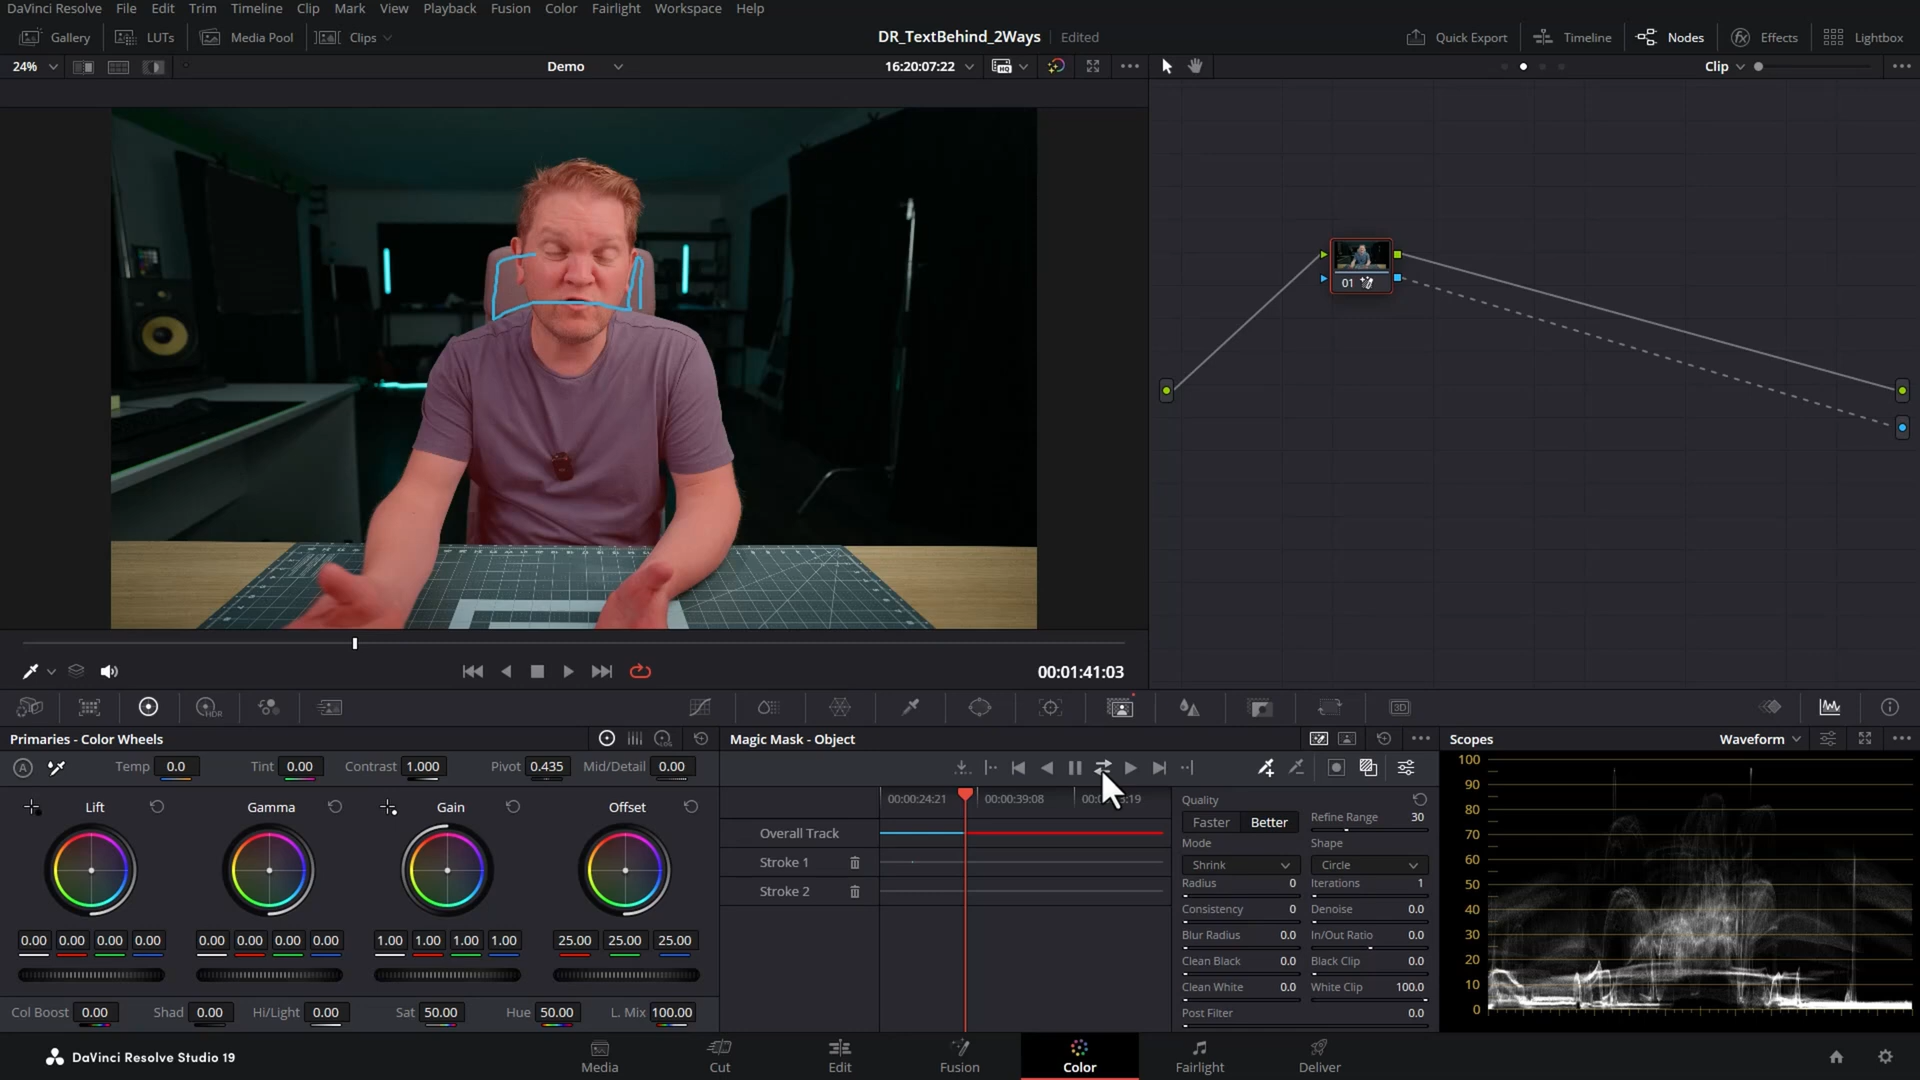 DaVinci Resolve File Edit Trim Timeline Clip Mark View Playback Fusion Color Fairlight Workspace Help
Gallery LUTs Media Pool Clips DR_TextBehind_2Ways Edited Quick Export Timeline Nodes Effects Lightbox
24% Demo 16:20:07:22 Clip
01
00:01:41:03
Primaries - Color Wheels Magic Mask - Object Scopes Waveform
Temp 0.0 Tint 0.00 Contrast 1.000 Pivot 0.435 Mid/Detail 0.00
Lift Gamma Gain Offset
0.00 0.00 0.00 0.00 0.00 0.00 0.00 0.00 1.00 1.00 1.00 1.00 25.00 25.00 25.00
Col Boost 0.00 Shad 0.00 Hi/Light 0.00 Sat 50.00 Hue 50.00 L. Mix 100.00
00:00:24:21 00:00:39:08
Overall Track
Stroke 1
Stroke 2
Quality
Faster Better Refine Range 30
Mode Shape
Shrink Circle
Radius 0 Iterations 1
Consistency 0 Denoise 0.0
Blur Radius 0.0 In/Out Ratio 0.0
Clean Black 0.0 Black Clip 0.0
Clean White 0.0 White Clip 100.0
Post Filter 0.0
100
90
80
70
60
50
40
30
20
10
0
DaVinci Resolve Studio 19 Media Cut Edit Fusion Color Fairlight Deliver